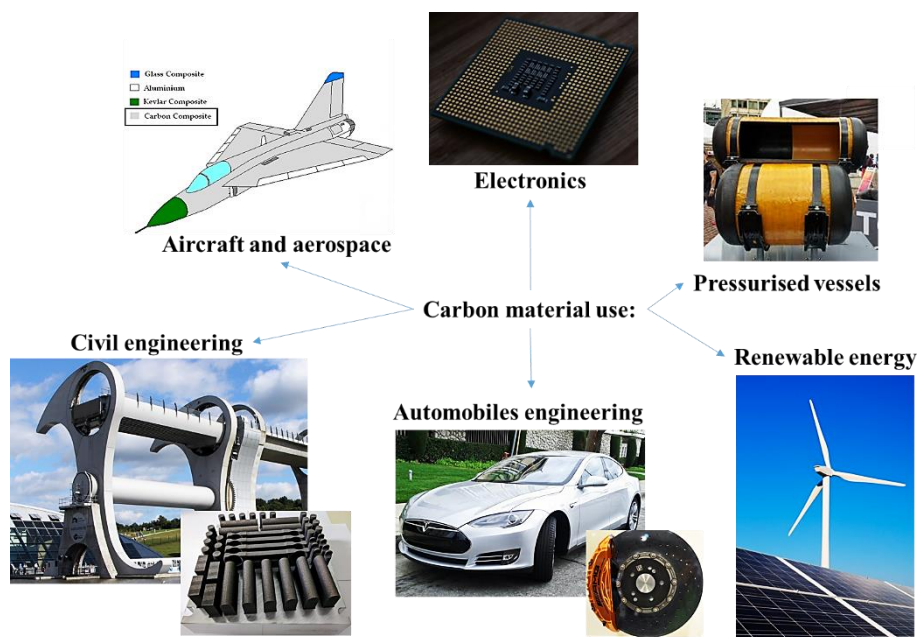 Glass Composite
Aluminium
Kevlar Composite
Carbon Composite
Electronics
Aircraft and aerospace
Pressurised vessels
Carbon material use:
Civil engineering
Renewable energy
Automobiles engineering